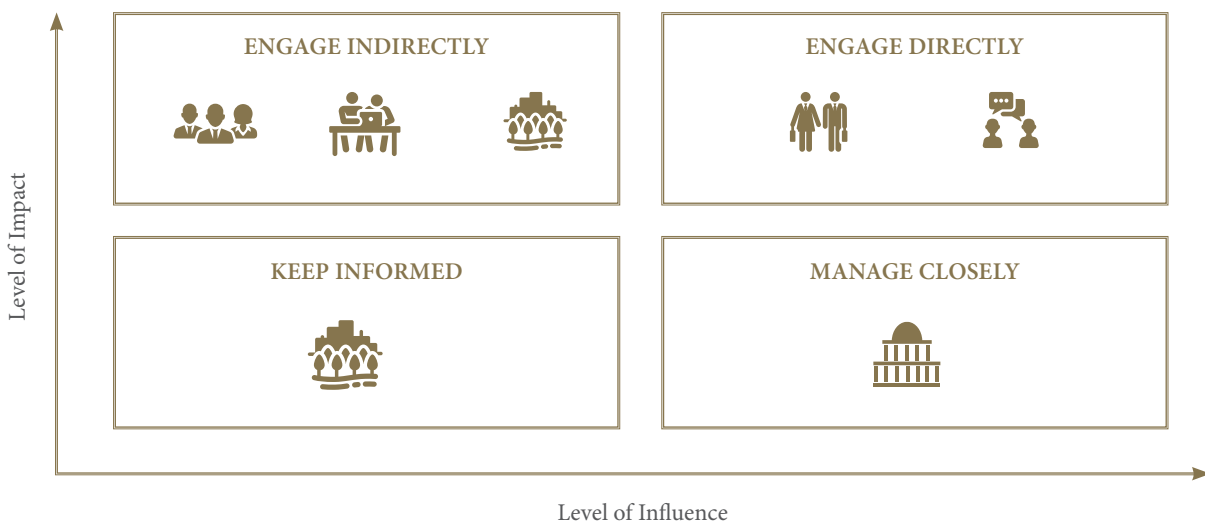 ENGAGE INDIRECTLY
ENGAGE DIRECTLY
Level of Impact
KEEP INFORMED
MANAGE CLOSELY
Level of Influence